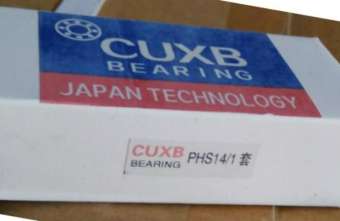 CUXB
BEARING
JAPAN TECHNOLOGY
CUXB
BEARING PHS14/1 套